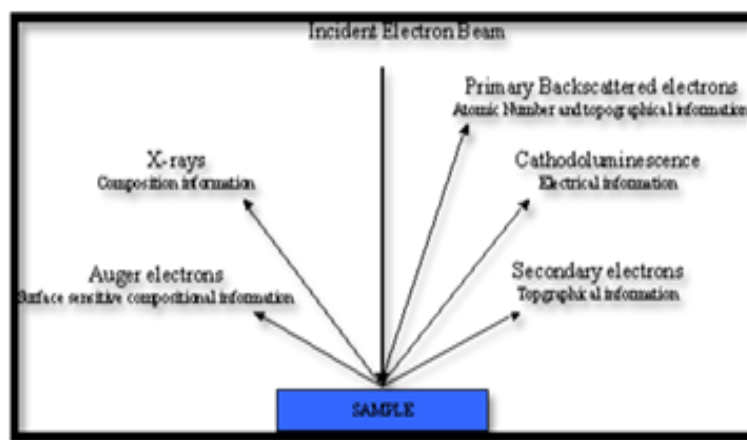 Incident Electron Beam
Primary Backscattered electrons
Atomic Number and topographical information
X-rays
Composition information
Cathodoluminescence
Electrical information
Auger electrons
Surface sensitive compositional information
Secondary electrons
Topographical information
SAMPLE